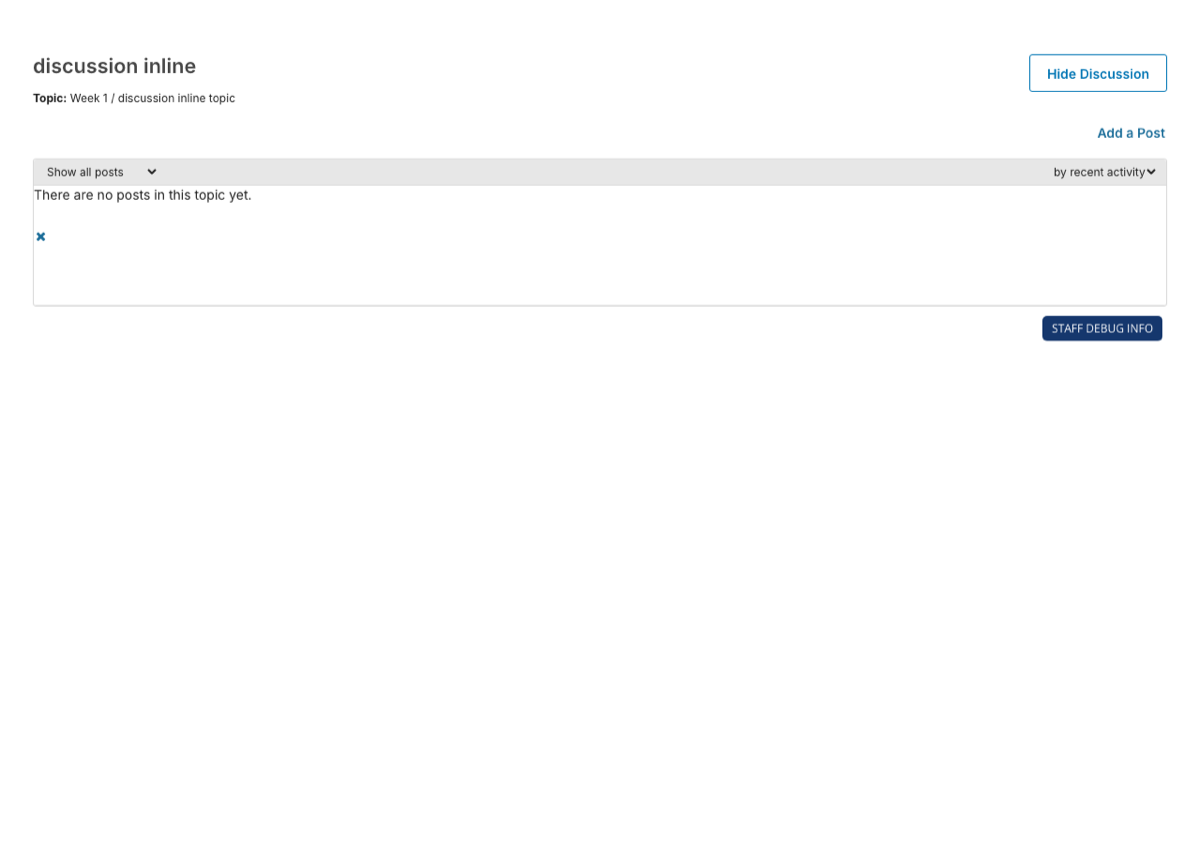 discussion inline
Hide Discussion
Topic: Week 1 / discussion inline topic
Add a Post
Show all posts
by recent activity
There are no posts in this topic yet.
STAFF DEBUG INFO